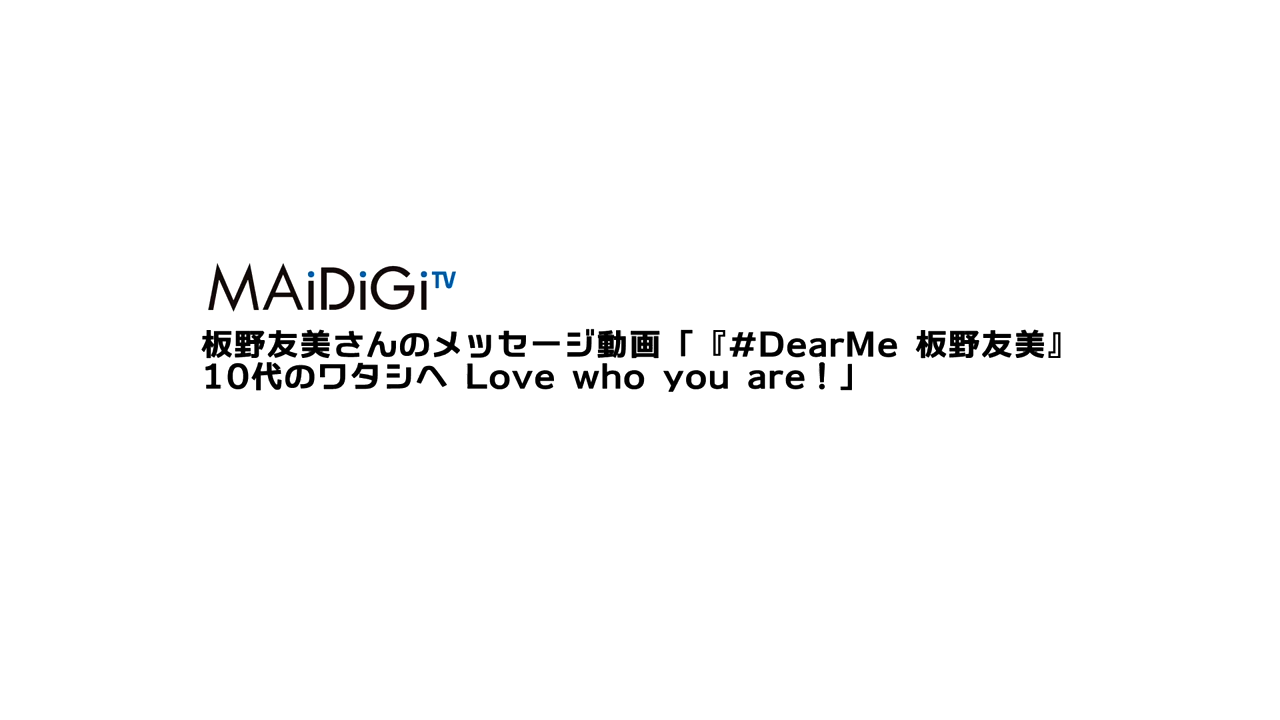 MAiDiGiTV
板野友美さんのメッセージ動画「『#DearMe 板野友美』
10代のワタシへ Love who you are！」